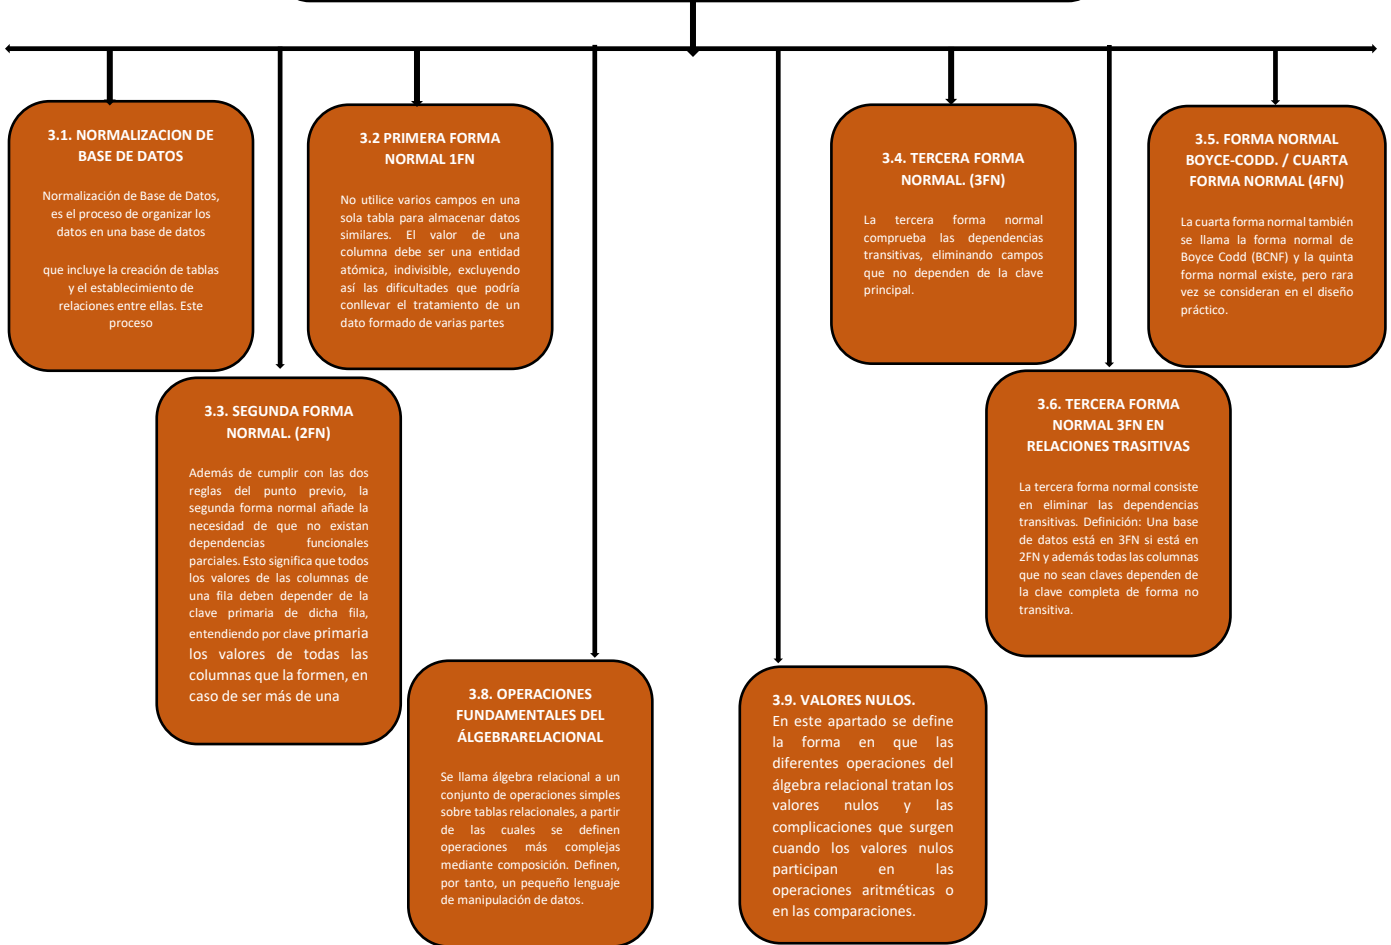 3.1. NORMALIZACION DE
BASE DE DATOS
Normalización de Base de Datos,
es el proceso de organizar los
datos en una base de datos
que incluye la creación de tablas
y el establecimiento de
relaciones entre ellas. Este
proceso
3.2 PRIMERA FORMA
NORMAL 1FN
No utilice varios campos en una
sola tabla para almacenar datos
similares. El valor de una
columna debe ser una entidad
atómica, indivisible, excluyendo
así las dificultades que podría
conllevar el tratamiento de un
dato formado de varias partes
3.4. TERCERA FORMA
NORMAL. (3FN)
La tercera forma normal
comprueba las dependencias
transitivas, eliminando campos
que no dependen de la clave
principal.
3.5. FORMA NORMAL
BOYCE-CODD. / CUARTA
FORMA NORMAL (4FN)
La cuarta forma normal también
se llama la forma normal de
Boyce Codd (BCNF) y la quinta
forma normal existe, pero rara
vez se consideran en el diseño
práctico.
3.3. SEGUNDA FORMA
NORMAL. (2FN)
Además de cumplir con las dos
reglas del punto previo, la
segunda forma normal añade la
necesidad de que no existan
dependencias funcionales
parciales. Esto significa que todos
los valores de las columnas de
una fila deben depender de la
clave primaria de dicha fila,
entendiendo por clave primaria
los valores de todas las
columnas que la formen, en
caso de ser más de una
3.6. TERCERA FORMA
NORMAL 3FN EN
RELACIONES TRASITIVAS
La tercera forma normal consiste
en eliminar las dependencias
transitivas. Definición: Una base
de datos está en 3FN si está en
2FN y además todas las columnas
que no sean claves dependen de
la clave completa de forma no
transitiva.
3.8. OPERACIONES
FUNDAMENTALES DEL
ÁLGEBRARELACIONAL
Se llama álgebra relacional a un
conjunto de operaciones simples
sobre tablas relacionales, a partir
de las cuales se definen
operaciones más complejas
mediante composición. Definen,
por tanto, un pequeño lenguaje
de manipulación de datos.
3.9. VALORES NULOS.
En este apartado se define
la forma en que las
diferentes operaciones del
álgebra relacional tratan los
valores nulos y las
complicaciones que surgen
cuando los valores nulos
participan en las
operaciones aritméticas o
en las comparaciones.